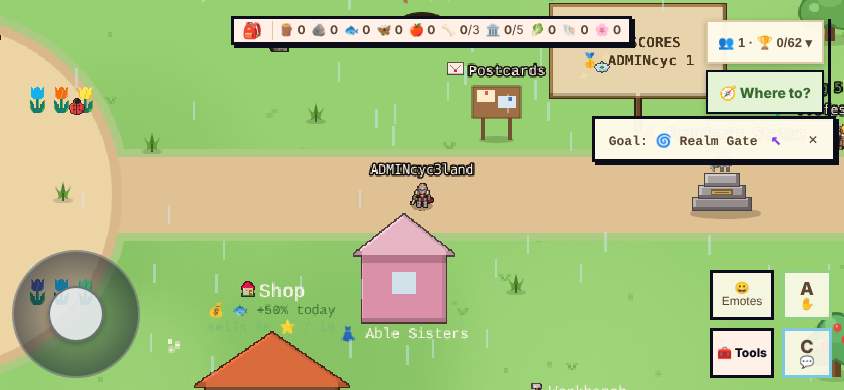 0 0 0 0 0 0/3 0/5 0 0 0
SCORES
ADMINcyc 1
1 · 0/62 ▾
Where to?
Postcards
Goal: Realm Gate ×
ADMINcyc3land
Shop
+50% today
Able Sisters
Emotes
A
Tools
C